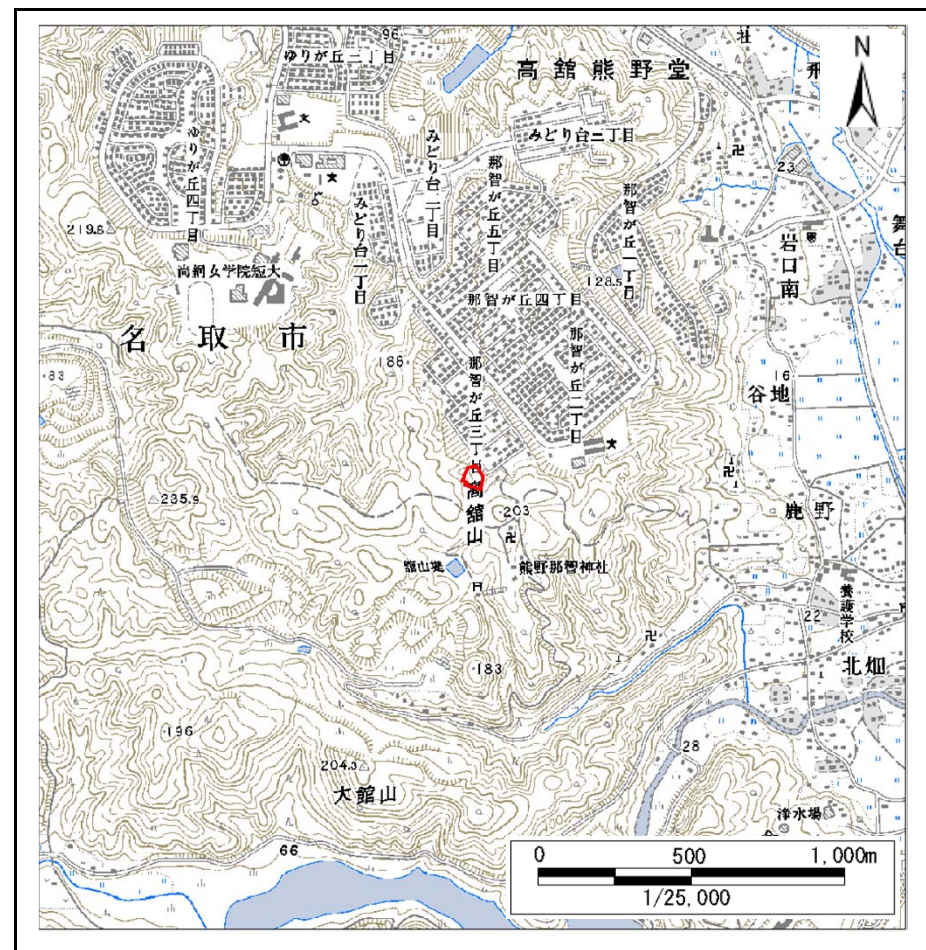 96
ゆりが丘三丁目
高舘熊野堂
N
みどり台三丁目
ゆりが丘四丁目
みどり台二丁目
那智が丘五丁目
那智が丘一丁目
みどり台一丁目
23
岩口南
舞台
219.6
尚絅女学院短大
128.5
那智が丘四丁目
名取市
那智が丘二丁目
186
那智が丘三丁目
16
谷地
83
235.9
高舘山
203
鹿野
熊野那智神社
養護学校
22
北畑
183
196
28
204.3
大館山
浄水場
66
0 500 1,000m
1/25,000